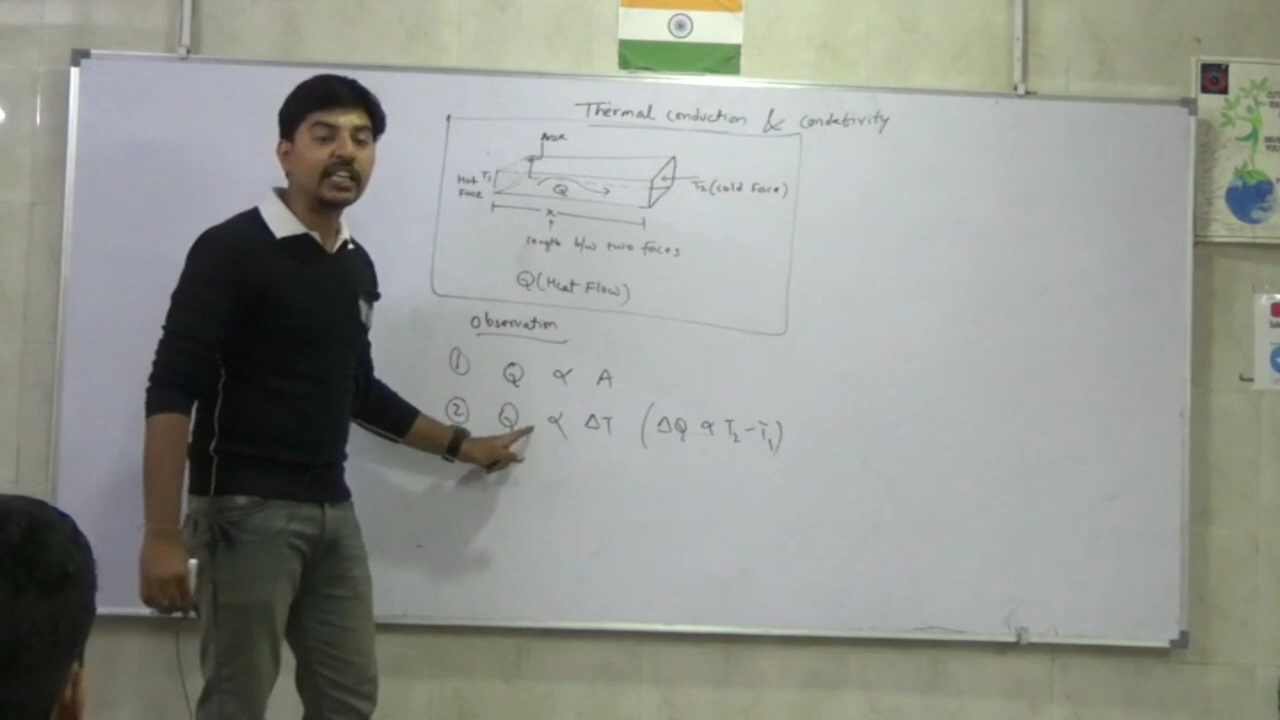 Thermal conduction & condetivity
Area
Hot T1
Face
Q
T2 (cold Face)
x
length b/w two faces
Q (Heat Flow)
Observation
① Q ∝ A
② Q ∝ ΔT (ΔQ ∝ T2 - T1)